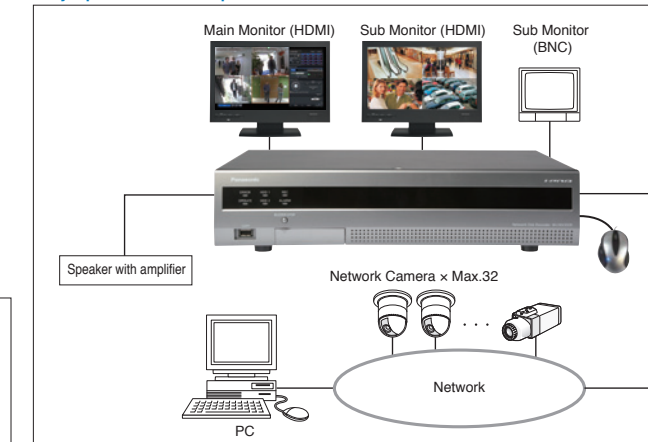 Main Monitor (HDMI)
Sub Monitor (HDMI)
Sub Monitor
(BNC)
Panasonic
Speaker with amplifier
Network Camera × Max.32
Network
PC